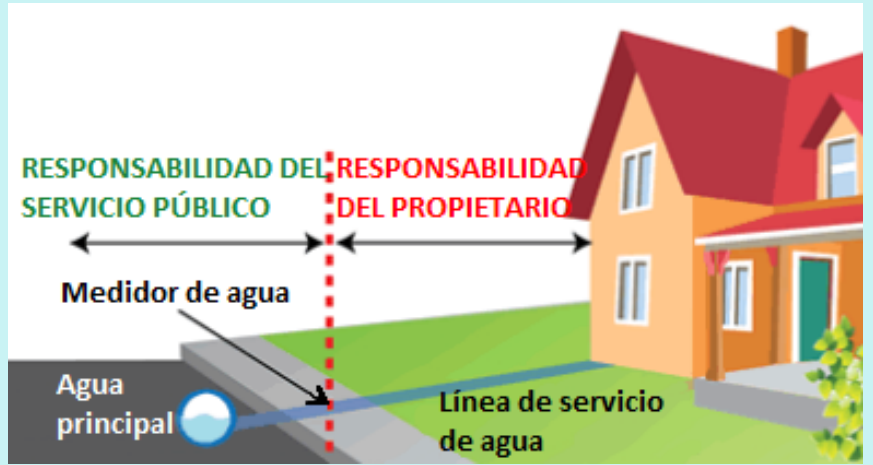 RESPONSABILIDAD DEL
SERVICIO PÚBLICO
RESPONSABILIDAD
DEL PROPIETARIO
Medidor de agua
Agua
principal
Línea de servicio
de agua